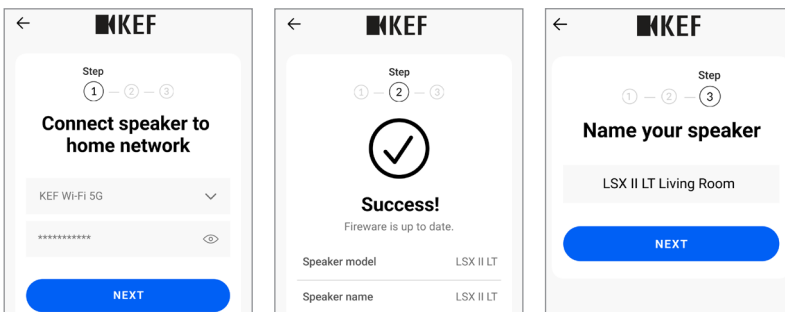 KEF
Step
1 2 3
Connect speaker to
home network
KEF Wi-Fi 5G
***********
NEXT
KEF
Step
1 2 3
Success!
Fireware is up to date.
Speaker model LSX II LT
Speaker name LSX II LT
KEF
Step
1 2 3
Name your speaker
LSX II LT Living Room
NEXT